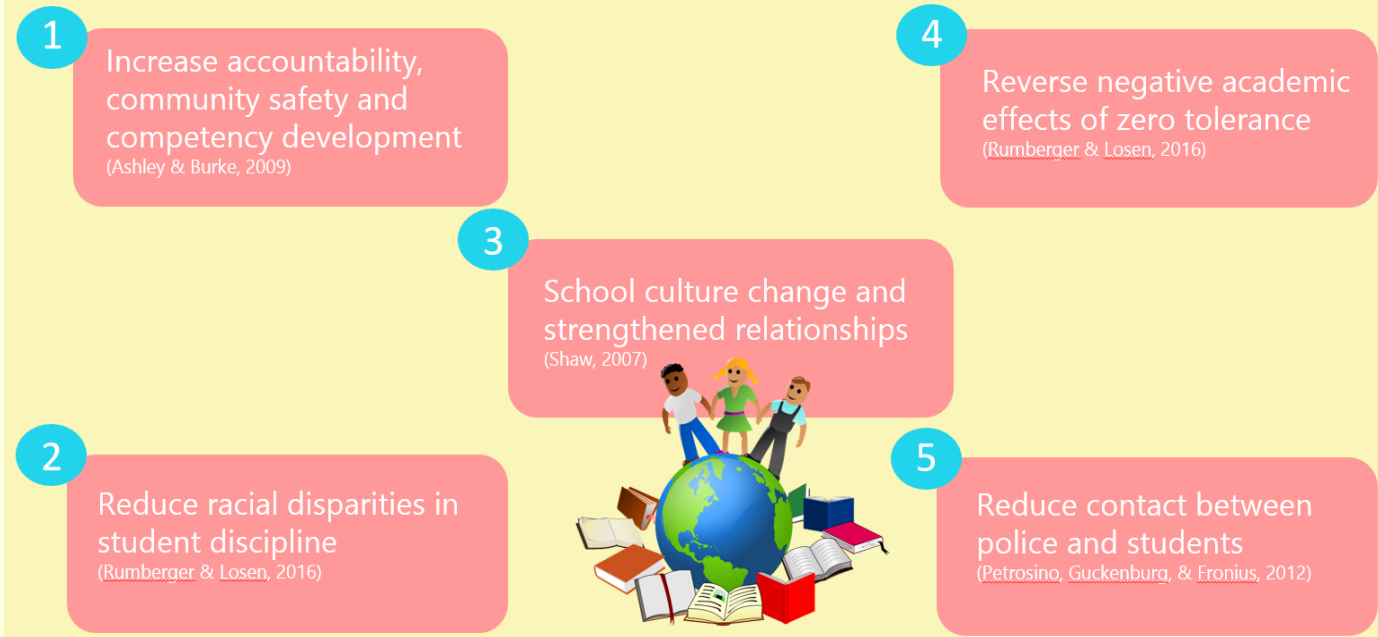 1
Increase accountability,
community safety and
competency development
(Ashley & Burke, 2009)
2
Reduce racial disparities in
student discipline
(Rumberger & Losen, 2016)
3
School culture change and
strengthened relationships
(Shaw, 2007)
4
Reverse negative academic
effects of zero tolerance
(Rumberger & Losen, 2016)
5
Reduce contact between
police and students
(Petrosino, Guckenburg, & Fronius, 2012)